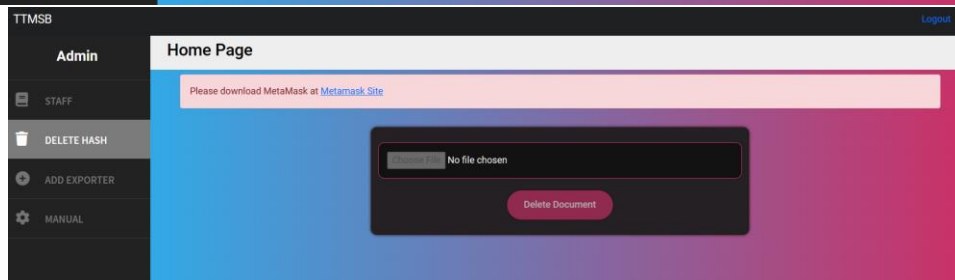 TTMSB
Logout
Admin
Home Page
Please download MetaMask at Metamask Site
STAFF
DELETE HASH
Choose File No file chosen
ADD EXPORTER
Delete Document
MANUAL